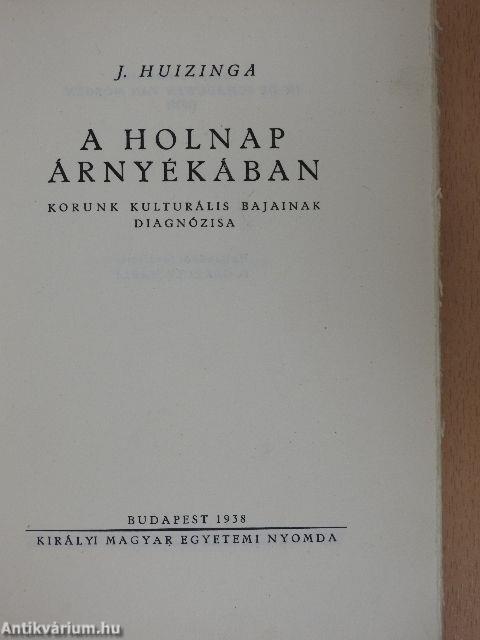 J. HUIZINGA
A HOLNAP
ÁRNYÉKÁBAN
KORUNK KULTURÁLIS BAJAINAK
DIAGNÓZISA
BUDAPEST 1938
KIRÁLYI MAGYAR EGYETEMI NYOMDA
Antikvárium.hu